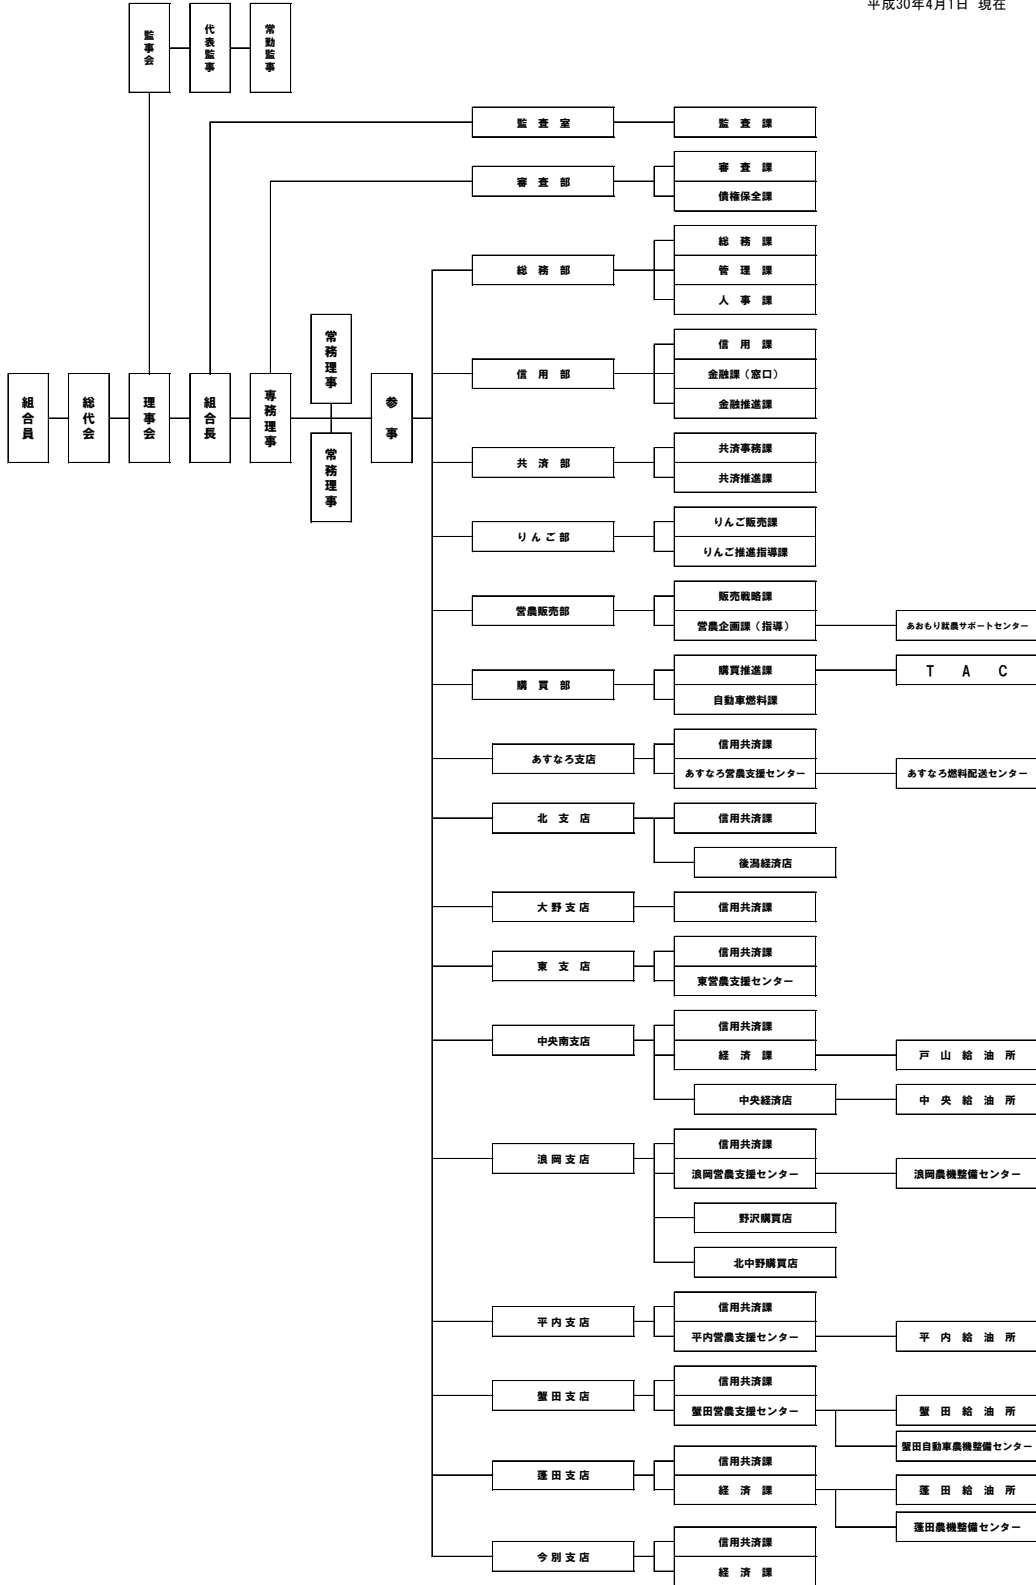 平成30年4月1日 現在
監事会
代表監事
常勤監事
監 査 室
監 査 課
審 査 部
審 査 課
債権保全課
総 務 部
総 務 課
管 理 課
人 事 課
信 用 部
信 用 課
金融課（窓口）
金融推進課
組合員
総代会
理事会
組合長
専務理事
常務理事
常務理事
参 事
共 済 部
共済事務課
共済推進課
りんご部
りんご販売課
りんご推進指導課
営農販売部
販売戦略課
営農企画課（指導）
あおもり就農サポートセンター
購 買 部
購買推進課
T A C
自動車燃料課
あすなろ支店
信用共済課
あすなろ営農支援センター
あすなろ燃料配送センター
北 支 店
信用共済課
後潟経済店
大野支店
信用共済課
東 支 店
信用共済課
東営農支援センター
中央南支店
信用共済課
経 済 課
戸 山 給 油 所
中央経済店
中 央 給 油 所
浪岡支店
信用共済課
浪岡営農支援センター
浪岡農機整備センター
野沢購買店
北中野購買店
平内支店
信用共済課
平内営農支援センター
平 内 給 油 所
蟹田支店
信用共済課
蟹田営農支援センター
蟹 田 給 油 所
蟹田自動車農機整備センター
蓬田支店
信用共済課
経 済 課
蓬 田 給 油 所
蓬田農機整備センター
今別支店
信用共済課
経 済 課